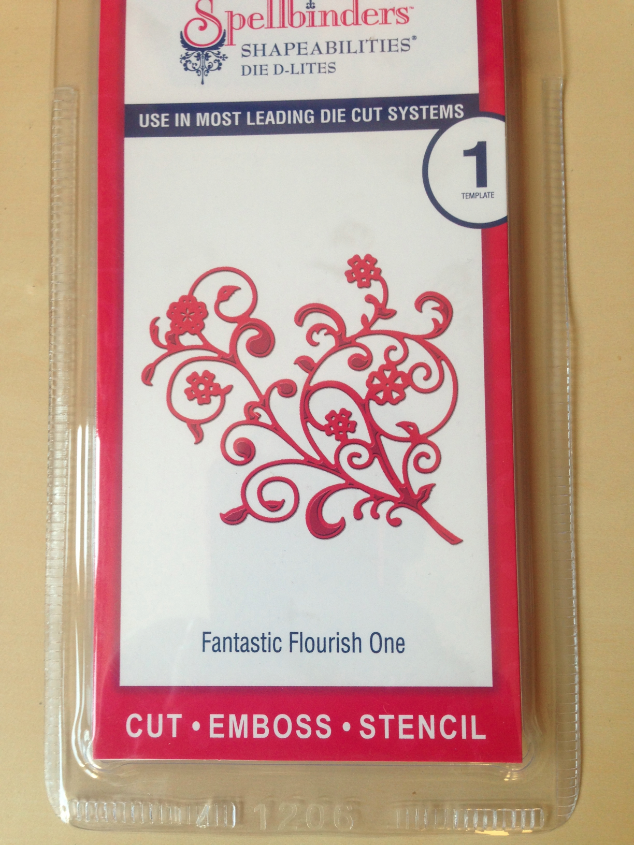 Spellbinders™
SHAPEABILITIES®
DIE D-LITES
USE IN MOST LEADING DIE CUT SYSTEMS
1
TEMPLATE
Fantastic Flourish One
CUT • EMBOSS • STENCIL
1206